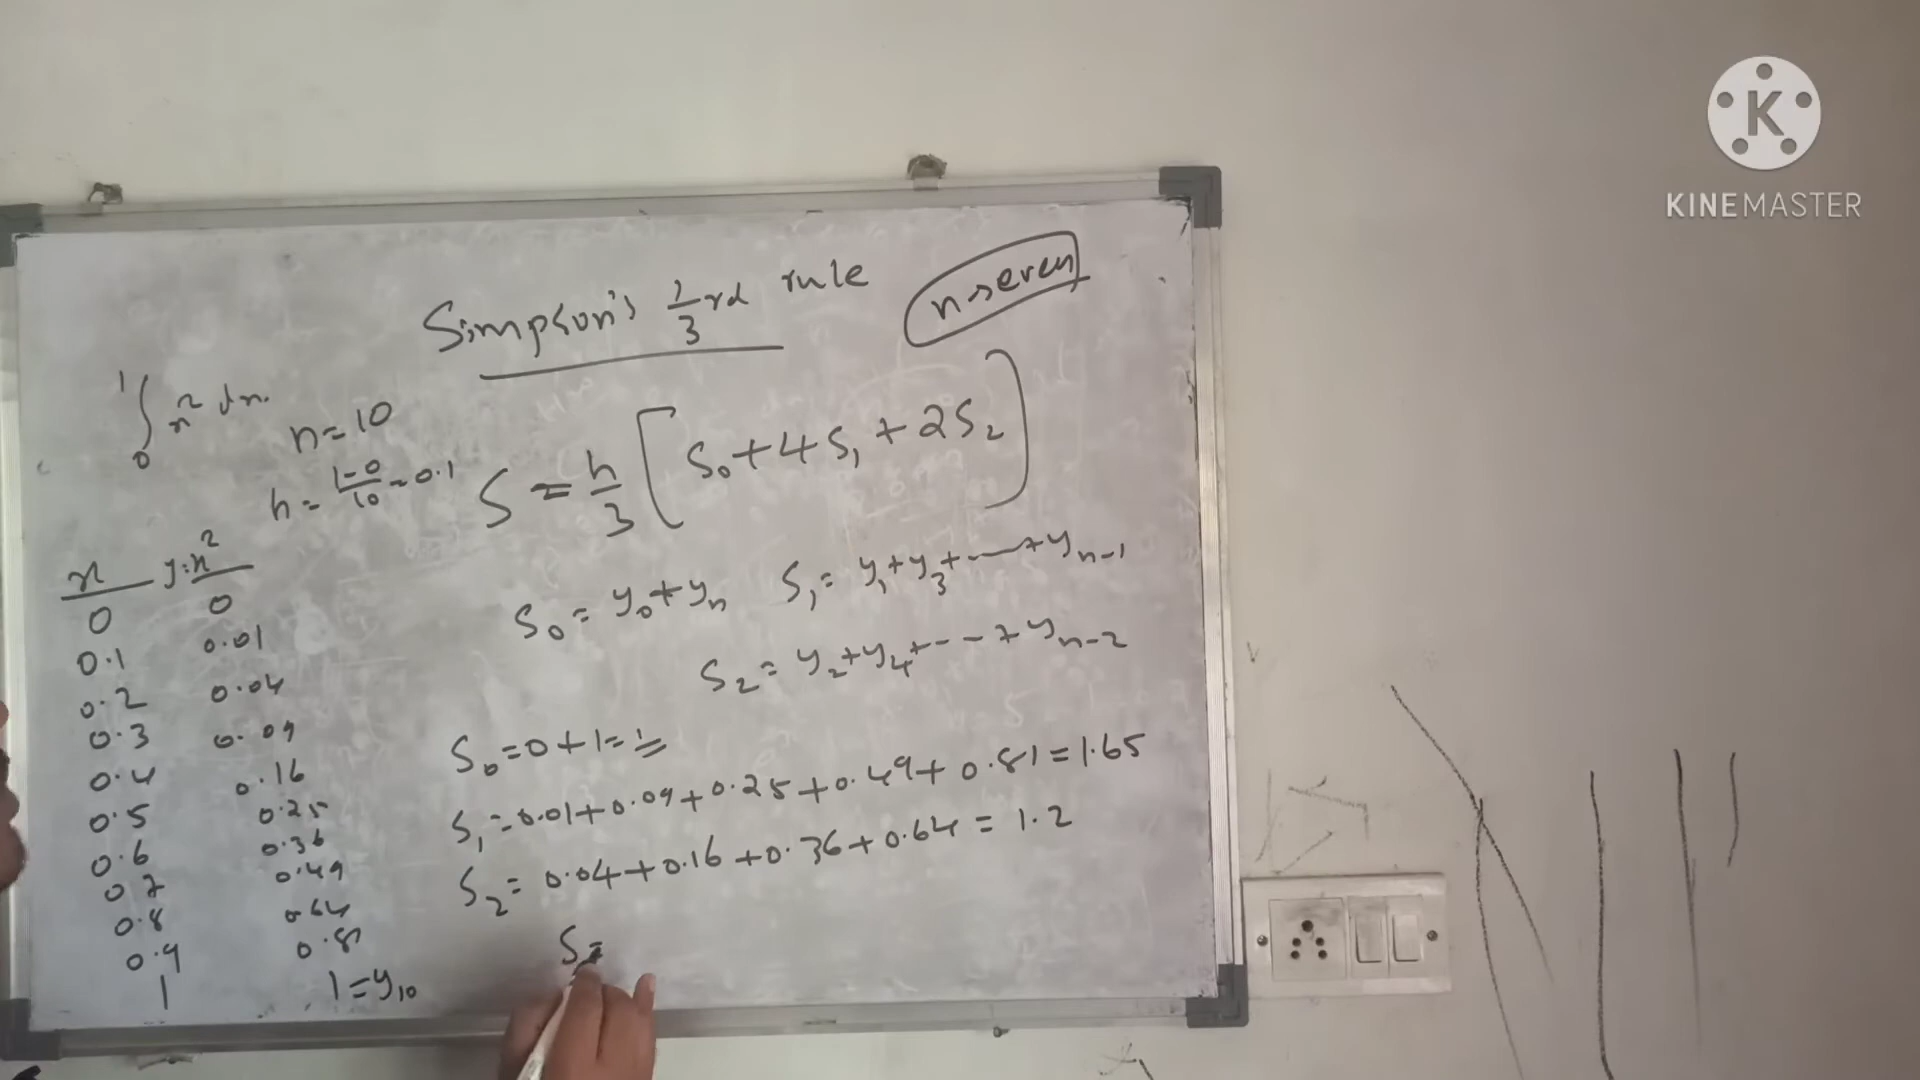 KINEMASTER
Simpson's 1/3 rd rule
n→even
1∫0 x² dx.
n=10
h = 1-0/10 = 0.1
S = h/3 [S₀+4S₁+2S₂]
x y=x²
0 0
0.1 0.01
0.2 0.04
0.3 0.09
0.4 0.16
0.5 0.25
0.6 0.36
0.7 0.49
0.8 0.64
0.9 0.81
1 1=y₁₀
S₀ = y₀+yₙ S₁ = y₁+y₃+----+yₙ₋₁
S₂ = y₂+y₄+----+yₙ₋₂
S₀=0+1=1
S₁=0.01+0.09+0.25+0.49+0.81=1.65
S₂= 0.04+0.16+0.36+0.64= 1.2
S=